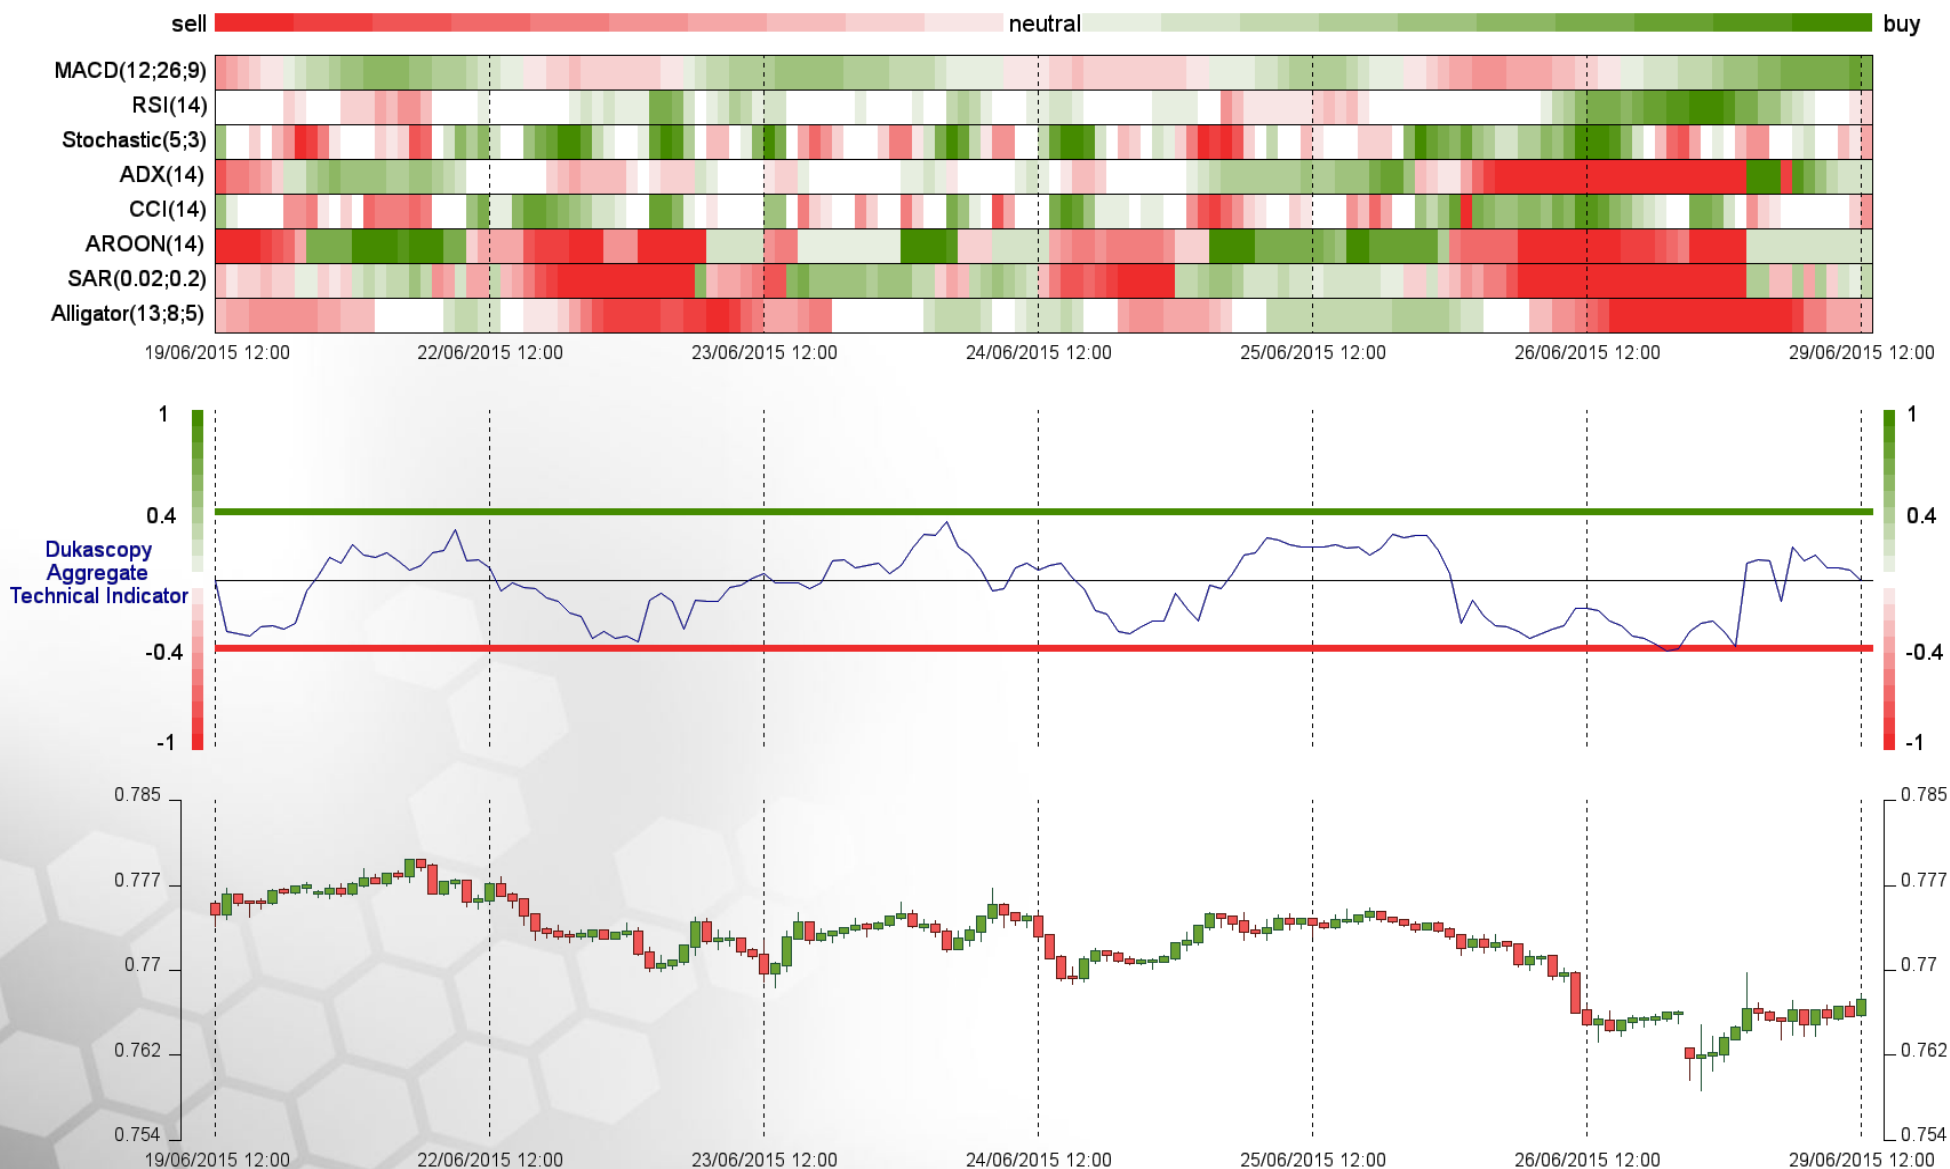 sell neutral buy
MACD(12;26;9)
RSI(14)
Stochastic(5;3)
ADX(14)
CCI(14)
AROON(14)
SAR(0.02;0.2)
Alligator(13;8;5)
19/06/2015 12:00 22/06/2015 12:00 23/06/2015 12:00 24/06/2015 12:00 25/06/2015 12:00 26/06/2015 12:00 29/06/2015 12:00
1 1
0.4 0.4
Dukascopy
Aggregate
Technical Indicator
-0.4 -0.4
-1 -1
0.785 0.785
0.777 0.777
0.77 0.77
0.762 0.762
0.754 0.754
19/06/2015 12:00 22/06/2015 12:00 23/06/2015 12:00 24/06/2015 12:00 25/06/2015 12:00 26/06/2015 12:00 29/06/2015 12:00